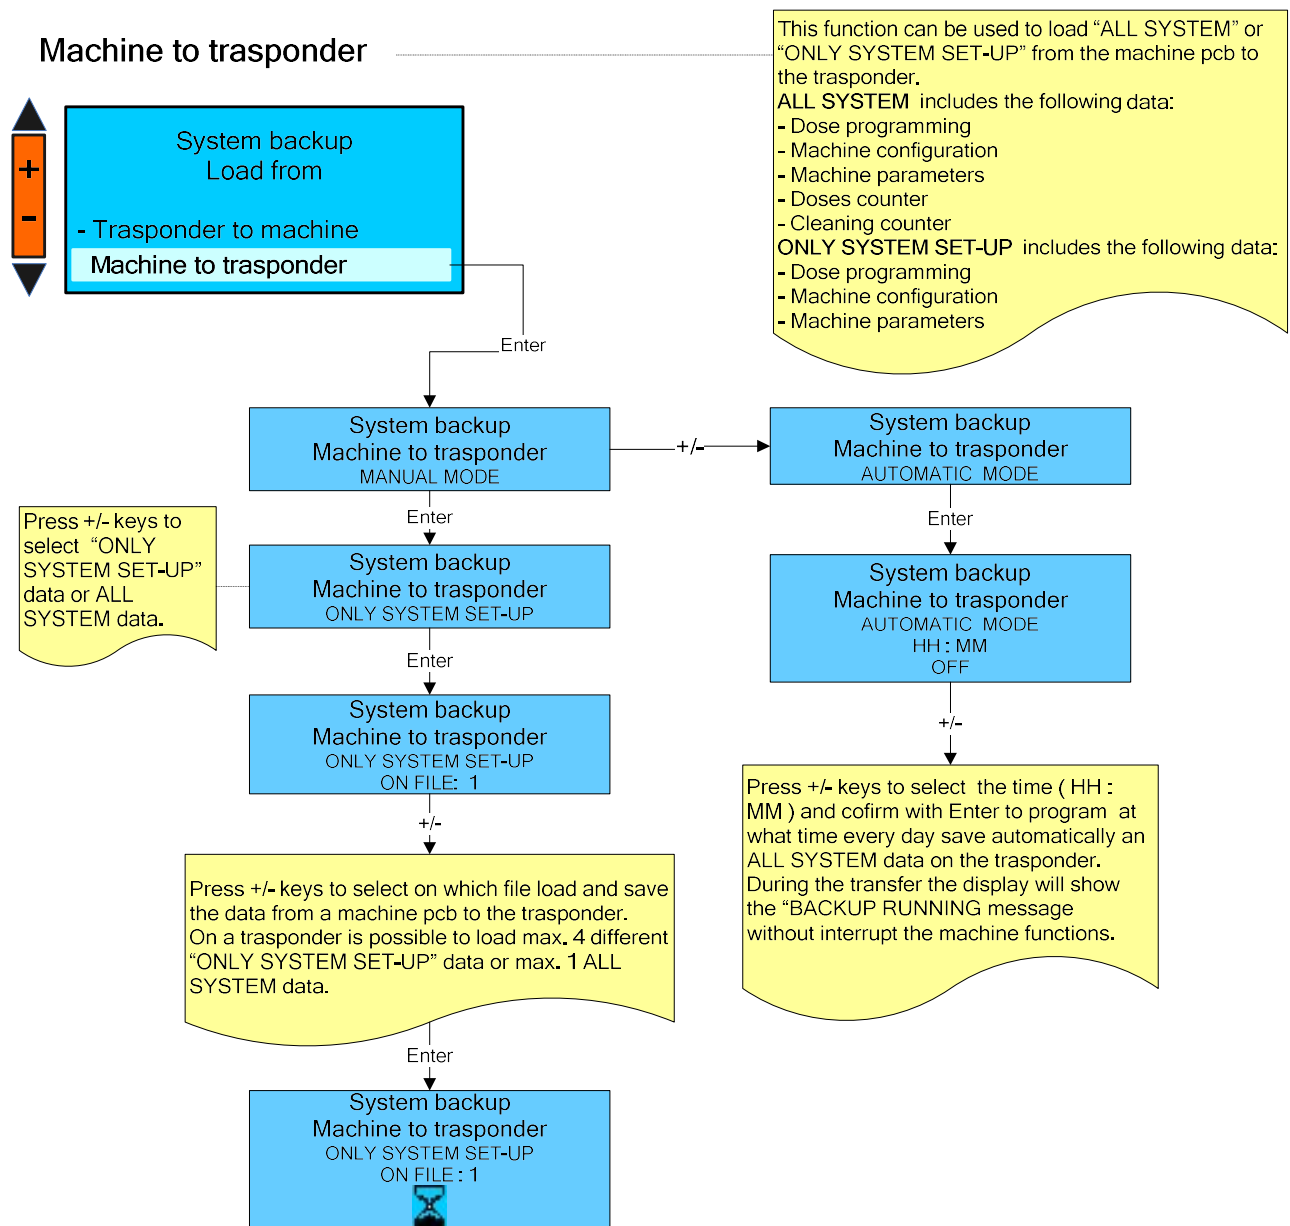 Machine to trasponder
This function can be used to load “ALL SYSTEM” or
“ONLY SYSTEM SET-UP” from the machine pcb to
the trasponder.
ALL SYSTEM includes the following data:
- Dose programming
- Machine configuration
- Machine parameters
- Doses counter
- Cleaning counter
ONLY SYSTEM SET-UP includes the following data:
- Dose programming
- Machine configuration
- Machine parameters
+
-
System backup
Load from
- Trasponder to machine
Machine to trasponder
Enter
System backup
Machine to trasponder
MANUAL MODE
+/-
System backup
Machine to trasponder
AUTOMATIC MODE
Enter
Enter
Press +/- keys to
select “ONLY
SYSTEM SET-UP”
data or ALL
SYSTEM data.
System backup
Machine to trasponder
ONLY SYSTEM SET-UP
System backup
Machine to trasponder
AUTOMATIC MODE
HH : MM
OFF
Enter
System backup
Machine to trasponder
ONLY SYSTEM SET-UP
ON FILE: 1
+/-
+/-
Press +/- keys to select the time ( HH :
MM ) and cofirm with Enter to program at
what time every day save automatically an
ALL SYSTEM data on the trasponder.
During the transfer the display will show
the “BACKUP RUNNING message
without interrupt the machine functions.
Press +/- keys to select on which file load and save
the data from a machine pcb to the trasponder.
On a trasponder is possible to load max. 4 different
“ONLY SYSTEM SET-UP” data or max. 1 ALL
SYSTEM data.
Enter
System backup
Machine to trasponder
ONLY SYSTEM SET-UP
ON FILE : 1